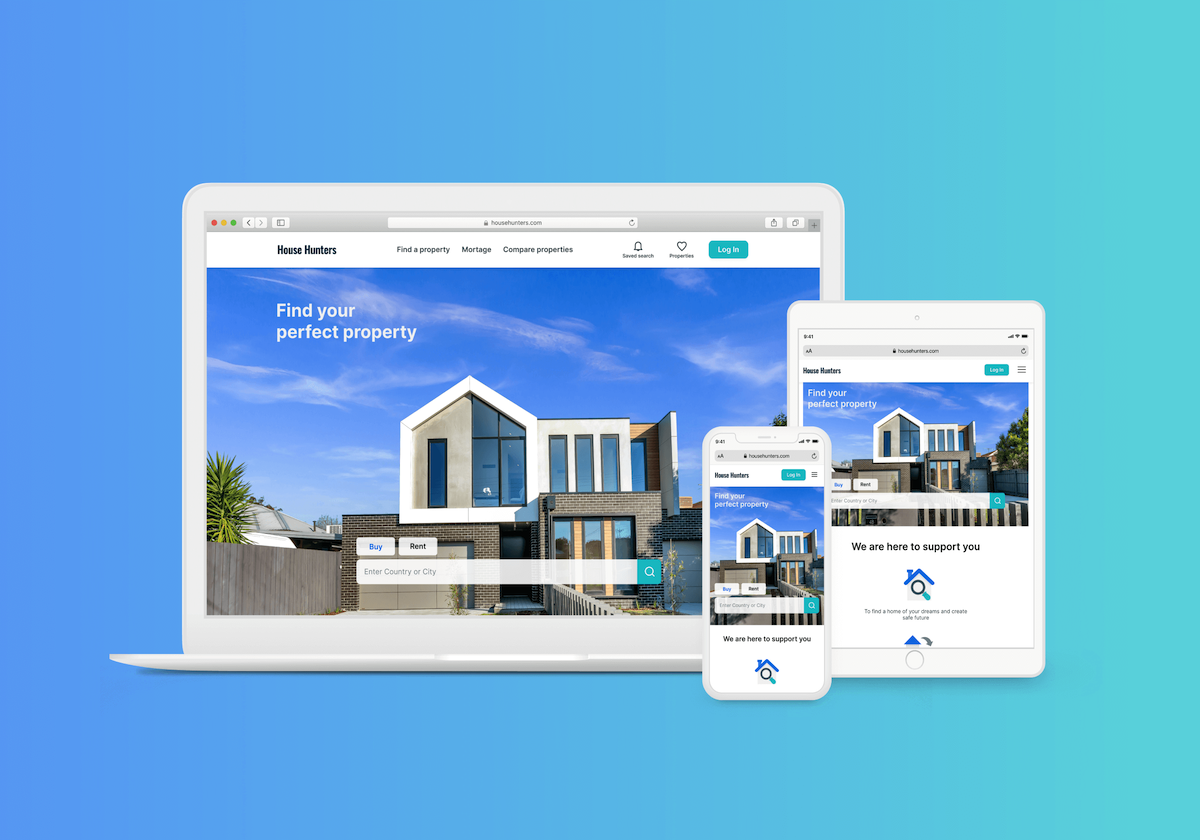 househunters.com
House Hunters
Find a property
Mortage
Compare properties
Saved search
Properties
Log In
Find your
perfect property
Buy
Rent
Enter Country or City
9:41
AA
househunters.com
House Hunters
Log In
Find your
perfect property
Buy
Rent
Enter Country or City
We are here to support you
To find a home of your dreams and create
safe future
9:41
AA
househunters.com
House Hunters
Log In
Find your
perfect property
Buy
Rent
Enter Country or City
We are here to support you